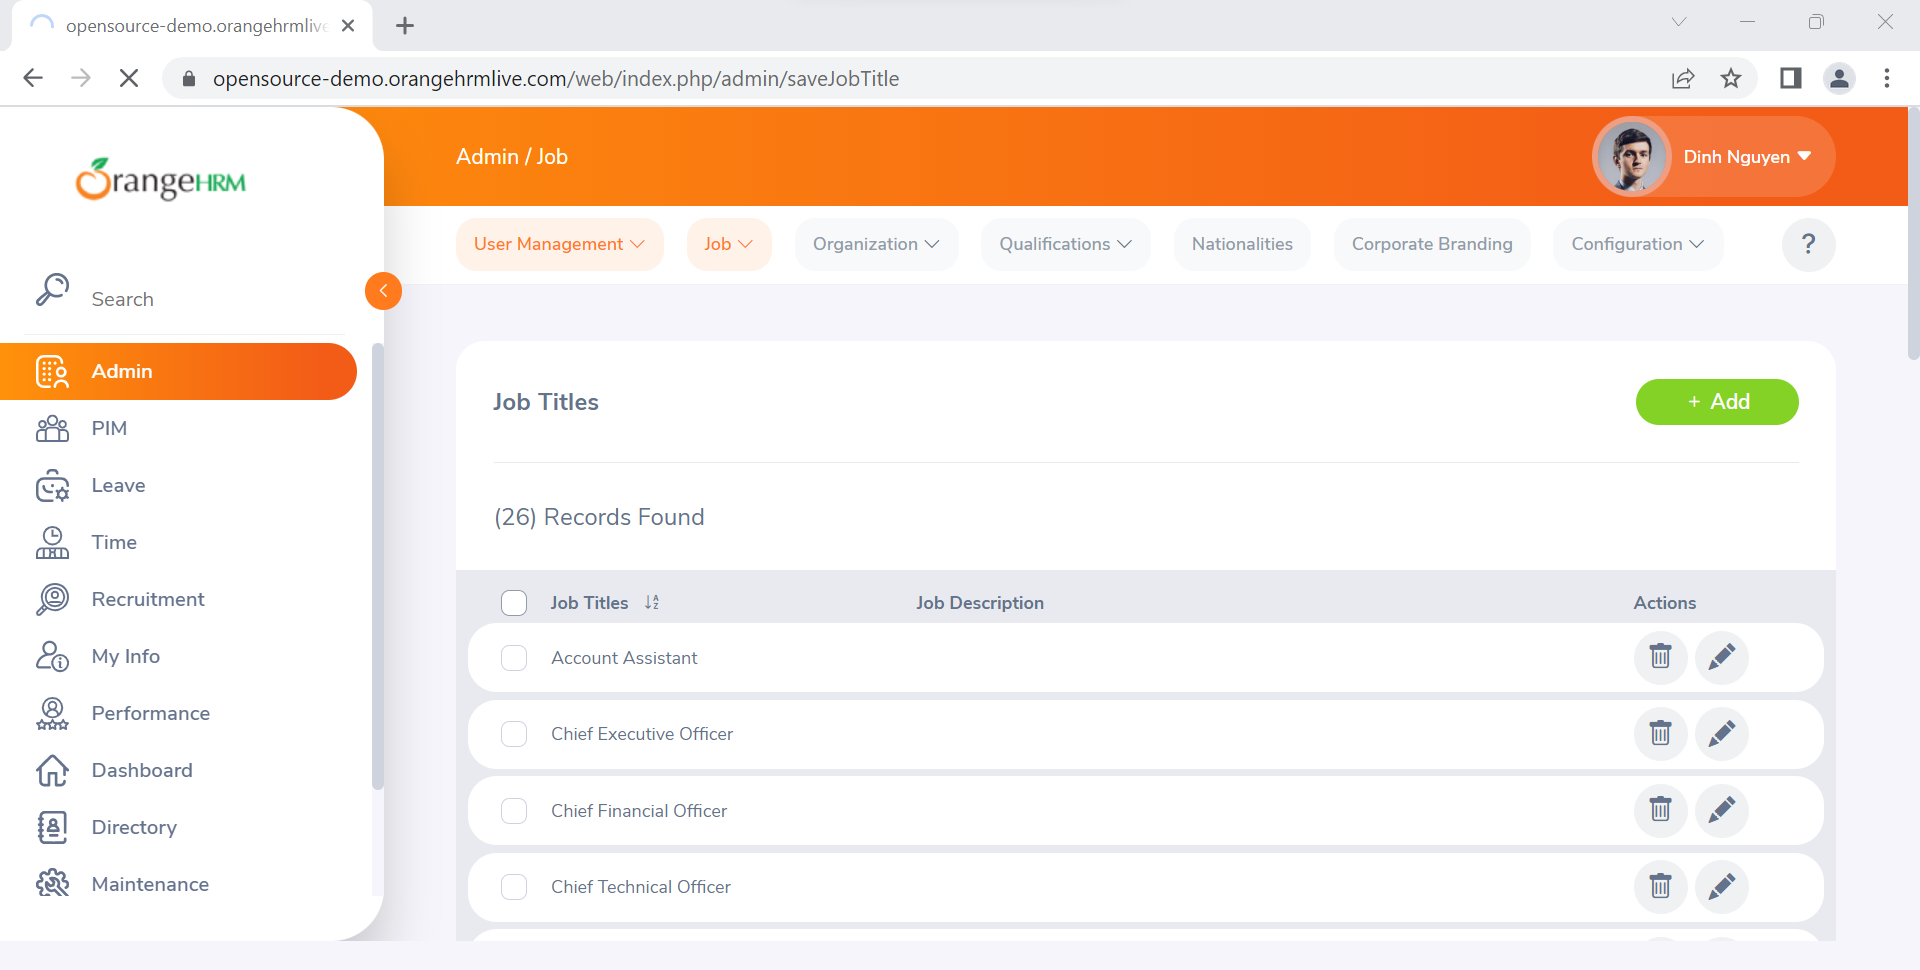 opensource-demo.orangehrmlive
opensource-demo.orangehrmlive.com/web/index.php/admin/saveJobTitle
OrangeHRM
Admin / Job
Dinh Nguyen
User Management
Job
Organization
Qualifications
Nationalities
Corporate Branding
Configuration
?
Search
Admin
PIM
Leave
Time
Recruitment
My Info
Performance
Dashboard
Directory
Maintenance
Job Titles
+ Add
(26) Records Found
Job Titles
Job Description
Actions
Account Assistant
Chief Executive Officer
Chief Financial Officer
Chief Technical Officer